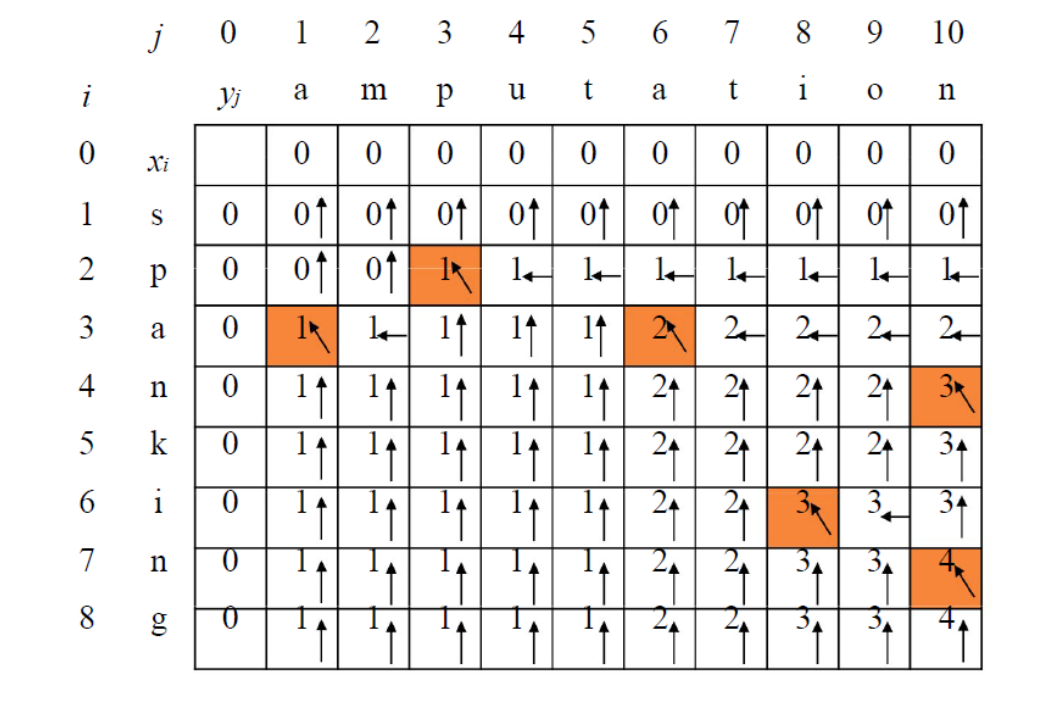 j 0 1 2 3 4 5 6 7 8 9 10
i yj a m p u t a t i o n
0 xi 0 0 0 0 0 0 0 0 0 0
1 s 0 0↑ 0↑ 0↑ 0↑ 0↑ 0↑ 0↑ 0↑ 0↑ 0↑
2 p 0 0↑ 0↑ 1↖ 1← 1← 1← 1← 1← 1← 1←
3 a 0 1↖ 1← 1↑ 1↑ 1↑ 2↖ 2← 2← 2← 2←
4 n 0 1↑ 1↑ 1↑ 1↑ 1↑ 2↑ 2↑ 2↑ 2↑ 3↖
5 k 0 1↑ 1↑ 1↑ 1↑ 1↑ 2↑ 2↑ 2↑ 2↑ 3↑
6 i 0 1↑ 1↑ 1↑ 1↑ 1↑ 2↑ 2↑ 3↖ 3← 3↑
7 n 0 1↑ 1↑ 1↑ 1↑ 1↑ 2↑ 2↑ 3↑ 3↑ 4↖
8 g 0 1↑ 1↑ 1↑ 1↑ 1↑ 2↑ 2↑ 3↑ 3↑ 4↑